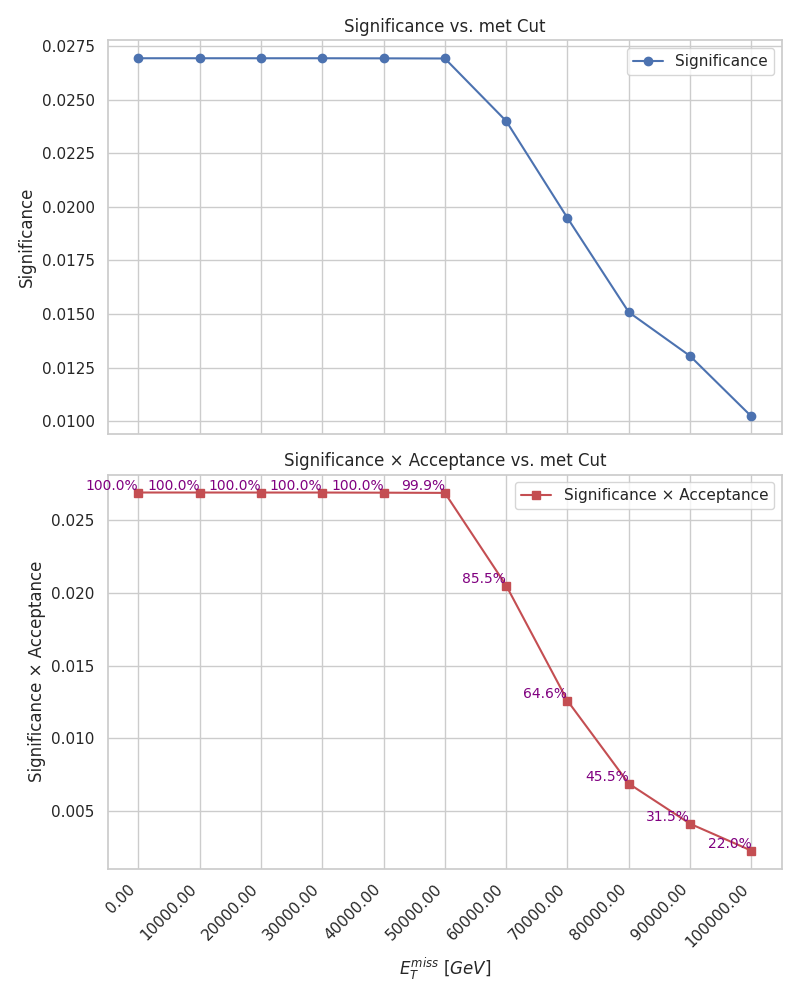 Significance vs. met Cut
0.0275
0.0250
0.0225
0.0200
0.0175
0.0150
0.0125
0.0100
Significance
Significance
Significance × Acceptance vs. met Cut
100.0% 100.0% 100.0% 100.0% 100.0% 99.9%
85.5%
64.6%
45.5%
31.5%
22.0%
Significance × Acceptance
0.025
0.020
0.015
0.010
0.005
Significance × Acceptance
0.00 10000.00 20000.00 30000.00 40000.00 50000.00 60000.00 70000.00 80000.00 90000.00 100000.00
$E_T^{miss}$ [GeV]